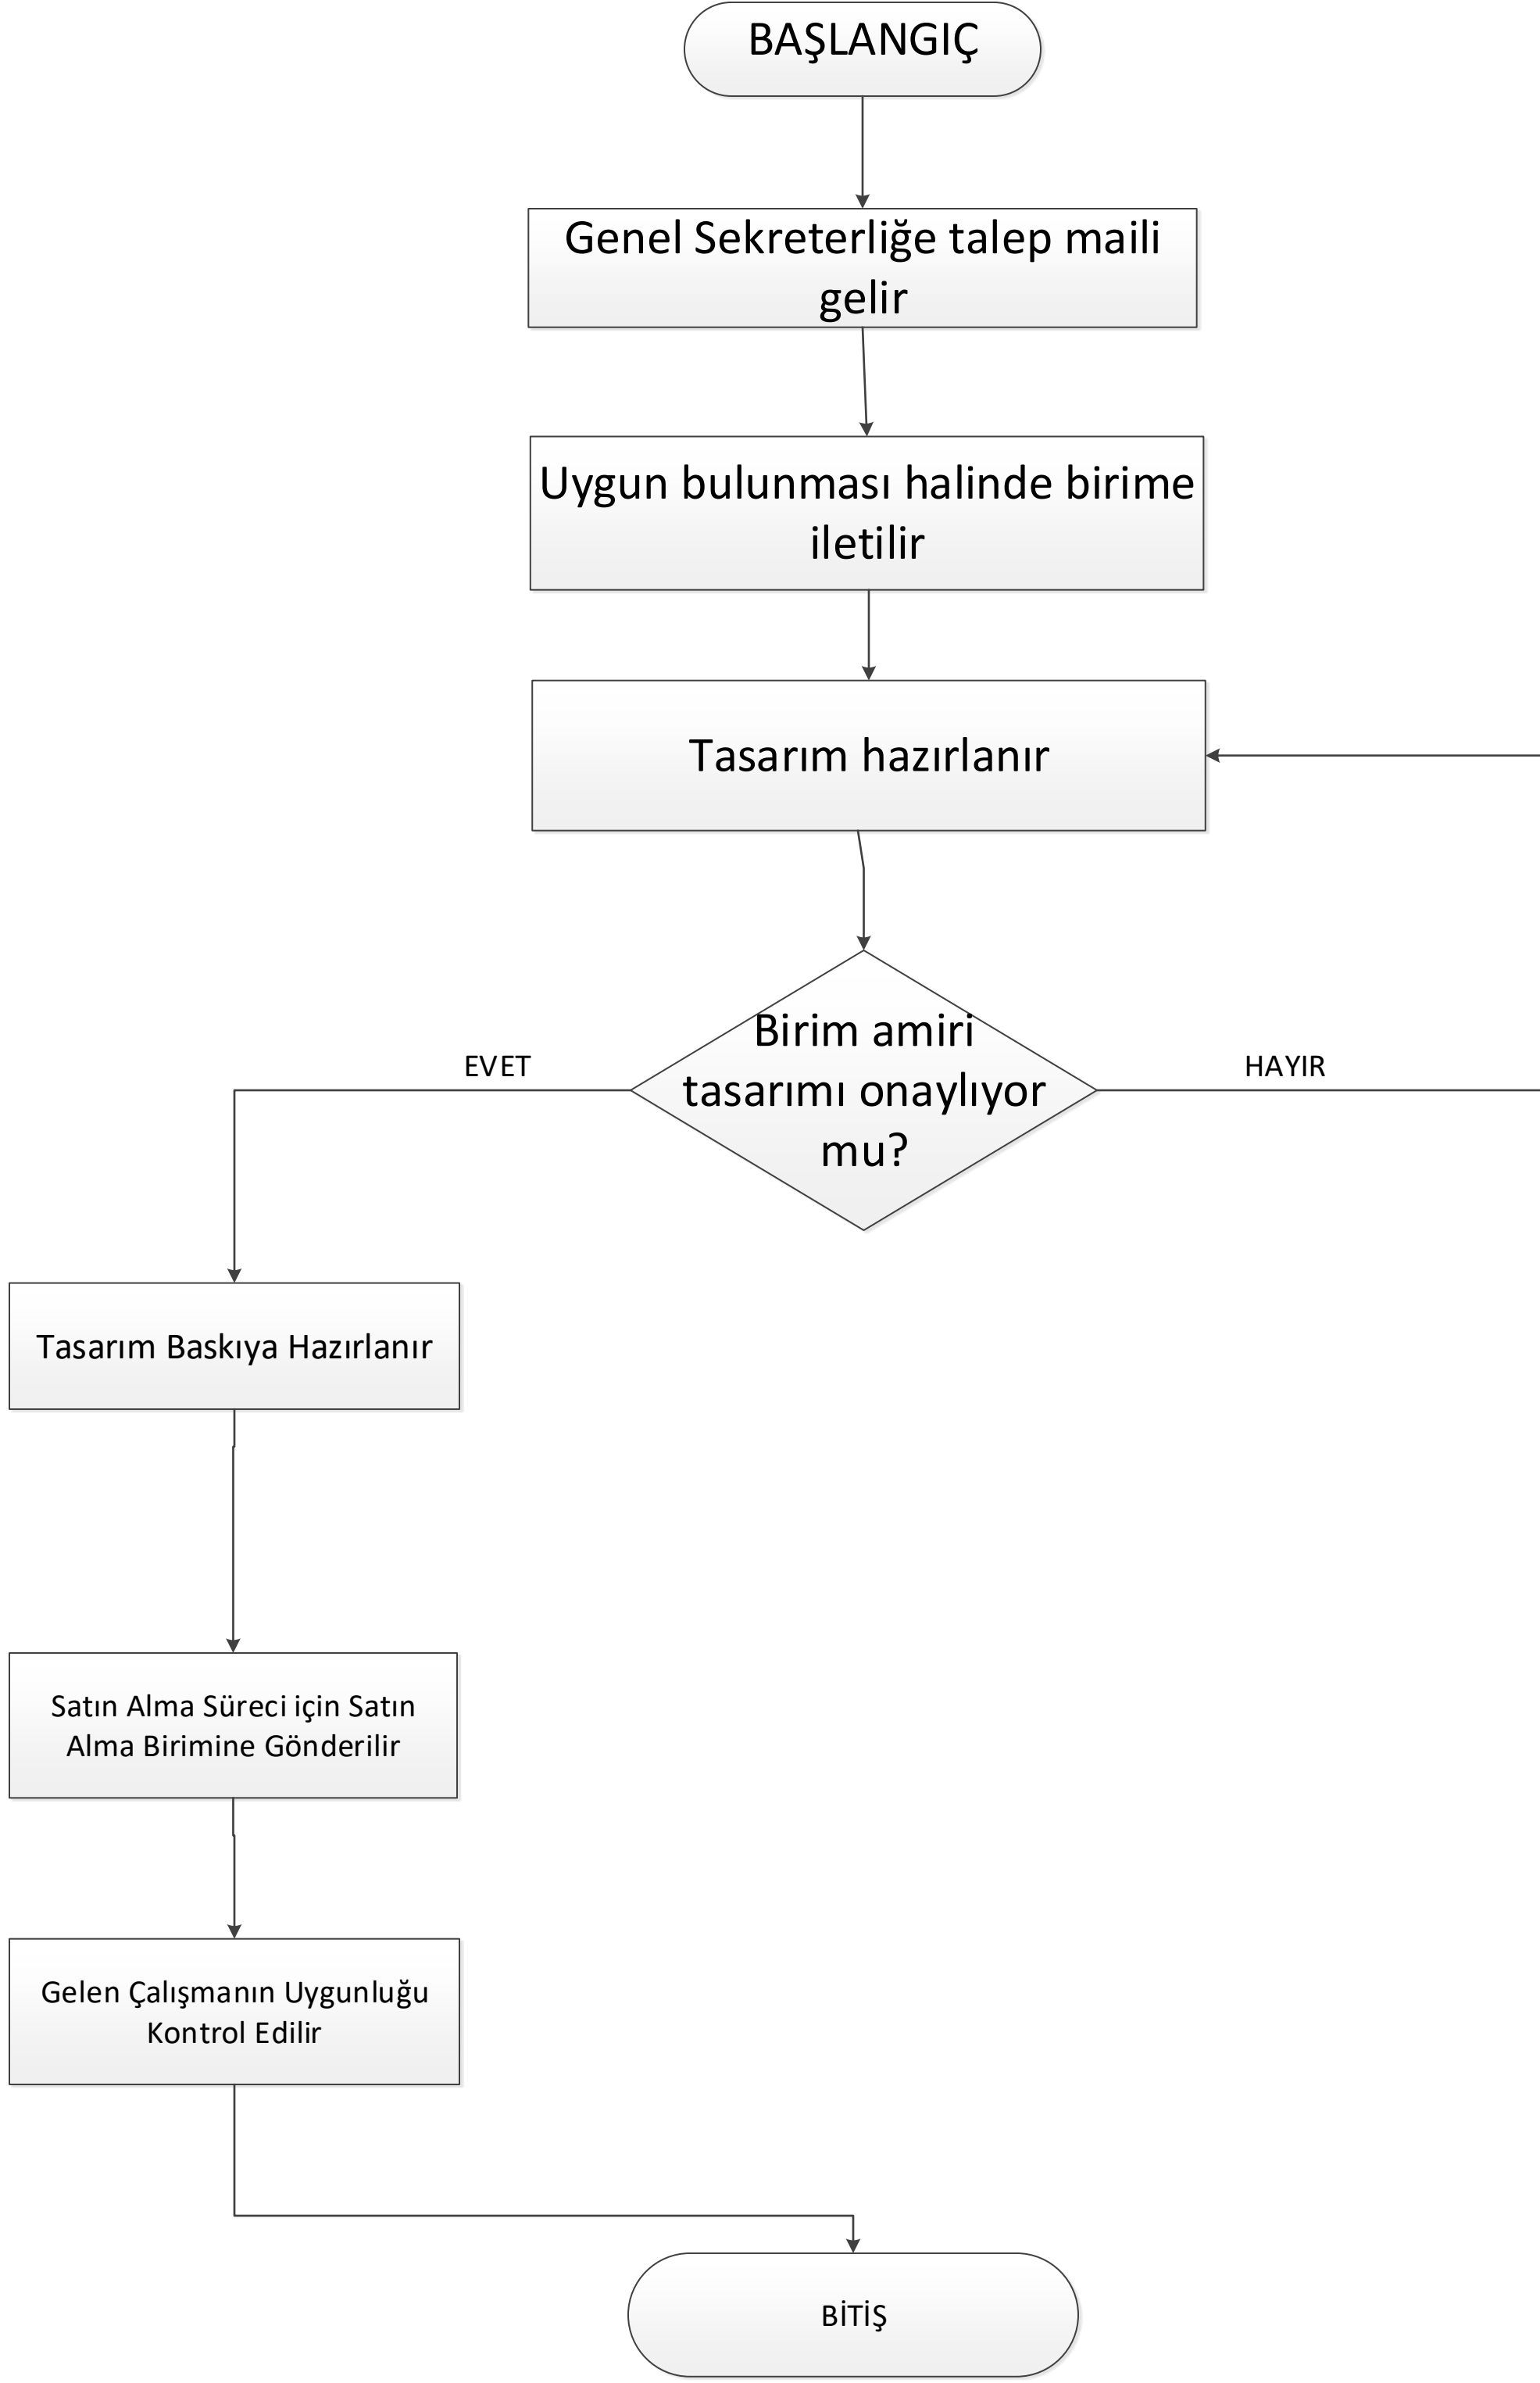 BAŞLANGIÇ
Genel Sekreterliğe talep maili
gelir
Uygun bulunması halinde birime
iletilir
Tasarım hazırlanır
Birim amiri
tasarımı onaylıyor
mu?
EVET
HAYIR
Tasarım Baskıya Hazırlanır
Satın Alma Süreci için Satın
Alma Birimine Gönderilir
Gelen Çalışmanın Uygunluğu
Kontrol Edilir
BİTİŞ